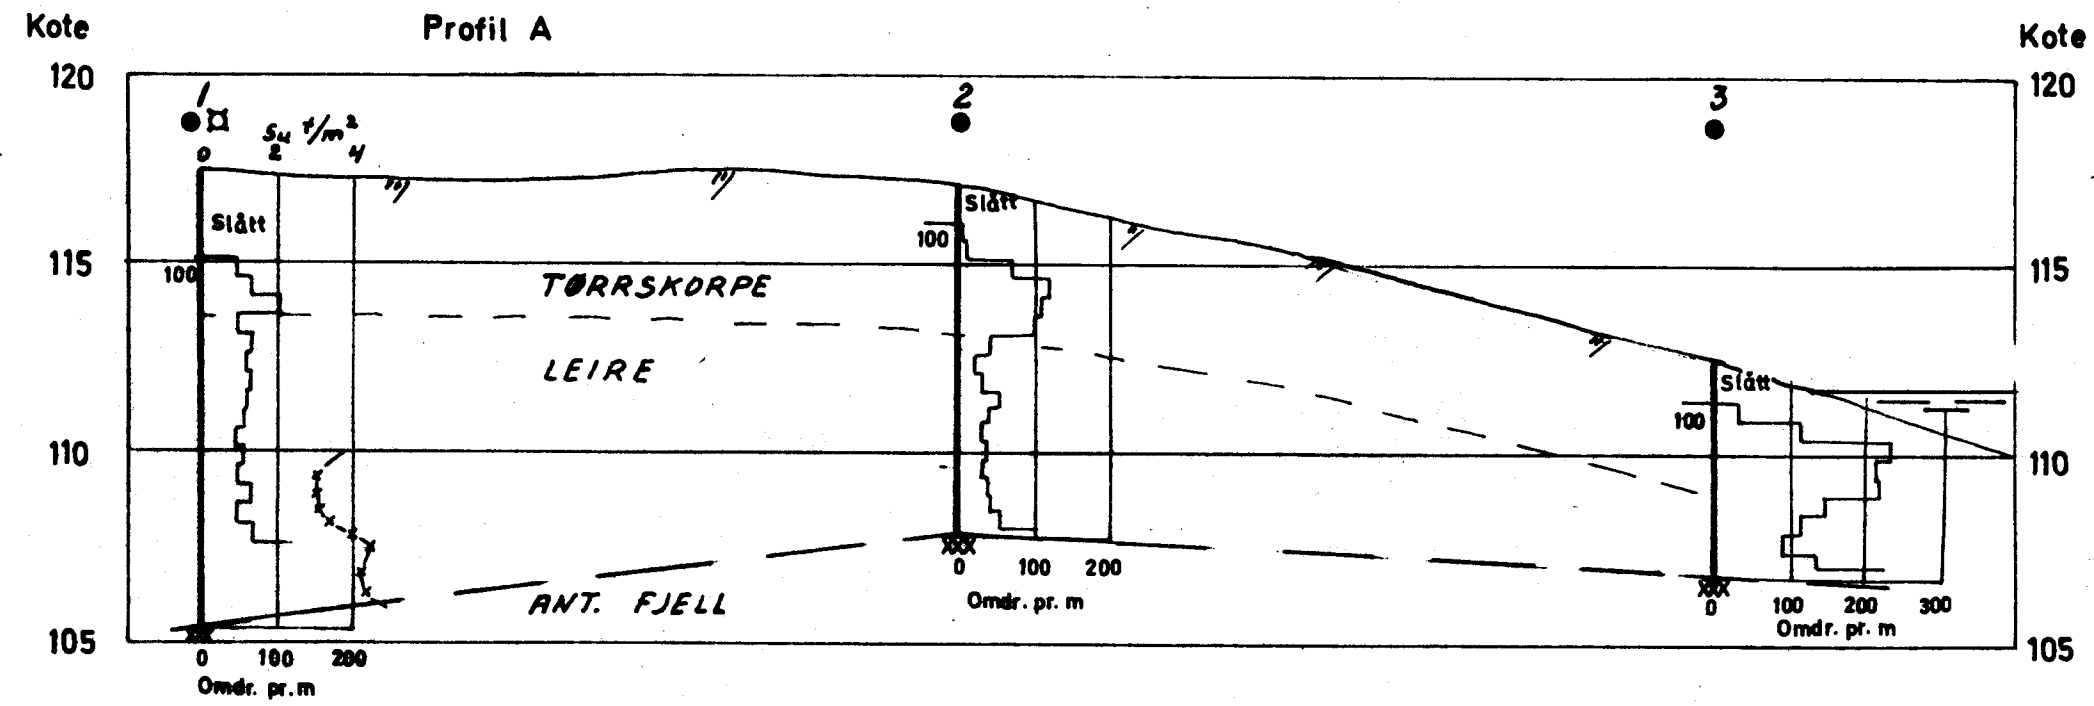 Kote Profil A Kote
120 120
1 2 3
su t/m²
0 2 4
Slått Slått Slått
100 100 100
115 115
TØRRSKORPE
LEIRE
110 110
ANT. FJELL
105 105
0 100 200
Omdr. pr. m
0 100 200
Omdr. pr. m
0 100 200 300
Omdr. pr. m